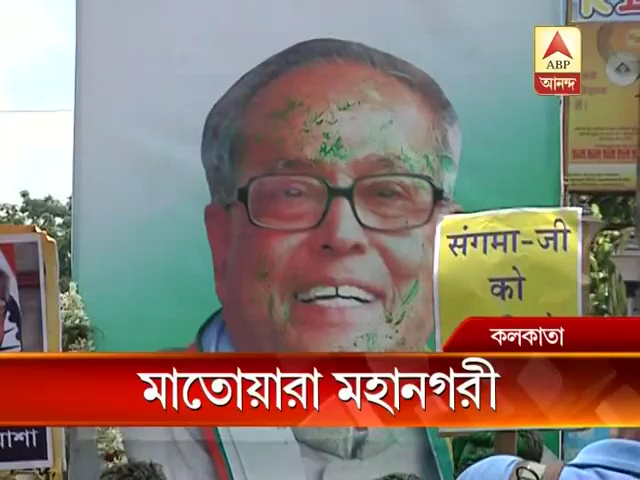 ABP
আনন্দ
संगमा-जी
को
কলকাতা
মাতোয়ারা মহানগরী